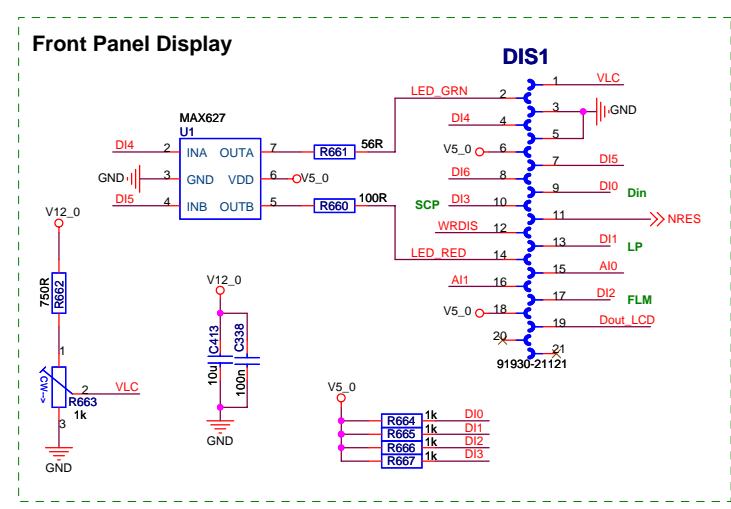 Front Panel Display
DIS1
1 VLC
LED_GRN 2
3 GND
DI4 4
5
V5_0 6
7 DI5
DI6 8
9 DI0 Din
SCP DI3 10
11 NRES
WRDIS 12
13 DI1 LP
LED_RED 14
15 AI0
AI1 16
17 DI2 FLM
V5_0 18
19 Dout_LCD
20
21
91930-21121
MAX627
U1
DI4 2 INA OUTA 7 R661 56R
GND 3 GND VDD 6 V5_0
DI5 4 INB OUTB 5 R660 100R
V12_0
750R R662
1
CW-> 2 VLC
R663
1k
3
GND
V12_0
10u C413
100n C338
GND
V5_0
R664 1k DI0
R665 1k DI1
R666 1k DI2
R667 1k DI3